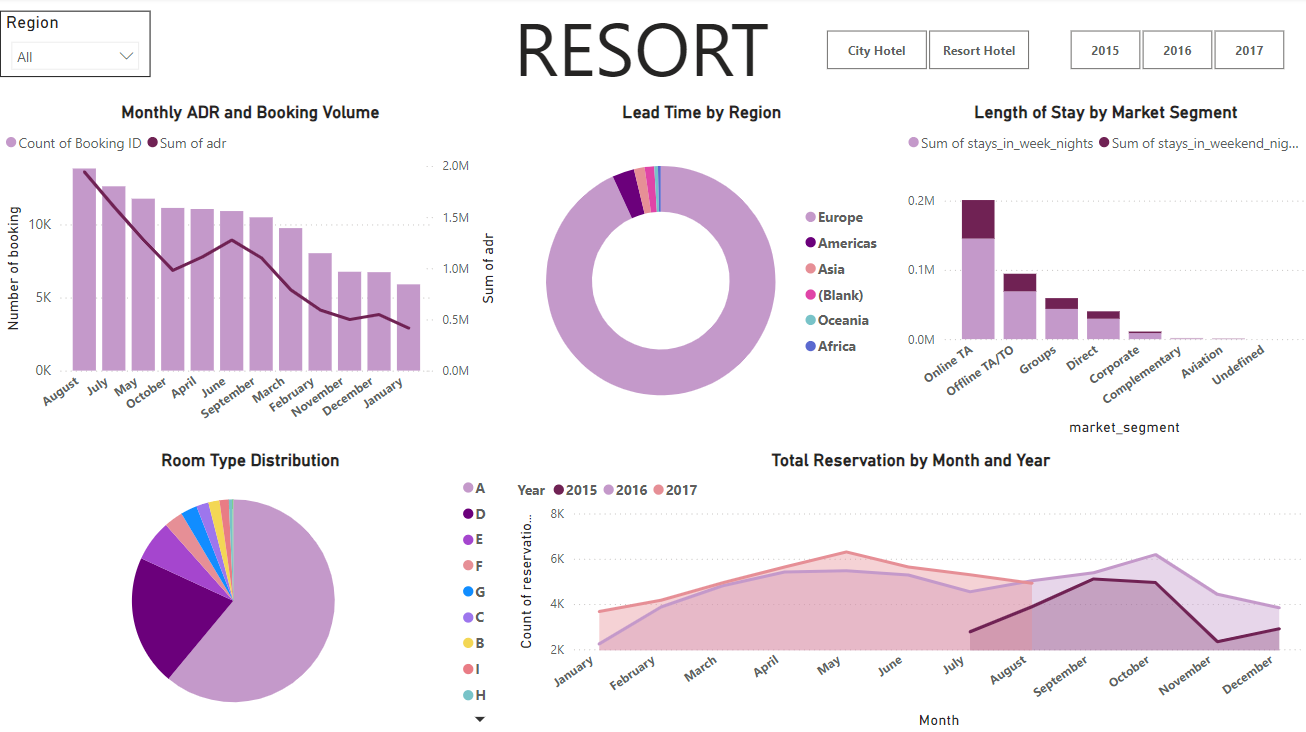 Region
All
RESORT
City Hotel
Resort Hotel
2015
2016
2017
Monthly ADR and Booking Volume
Count of Booking ID
Sum of adr
Number of booking
10K
5K
0K
2.0M
1.5M
1.0M
0.5M
0.0M
Sum of adr
August
July
May
October
April
June
September
March
February
November
December
January
Lead Time by Region
Europe
Americas
Asia
(Blank)
Oceania
Africa
Length of Stay by Market Segment
Sum of stays_in_week_nights
Sum of stays_in_weekend_nig...
0.2M
0.1M
0.0M
Online TA
Offline TA/TO
Groups
Direct
Corporate
Complementary
Aviation
Undefined
market_segment
Room Type Distribution
A
D
E
F
G
C
B
I
H
Total Reservation by Month and Year
Year
2015
2016
2017
Count of reservatio...
8K
6K
4K
2K
January
February
March
April
May
June
July
August
September
October
November
December
Month